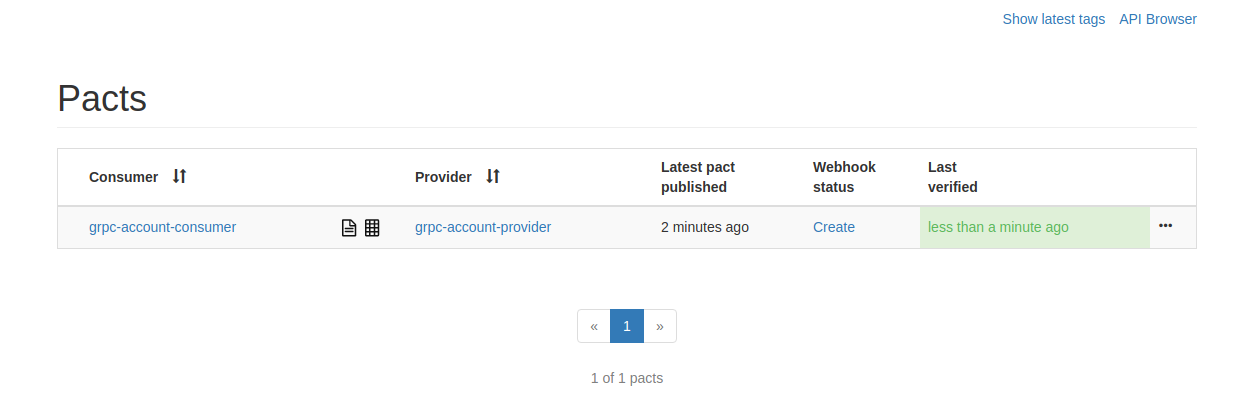 Show latest tags API Browser
Pacts
Consumer Provider Latest pact published Webhook status Last verified
grpc-account-consumer grpc-account-provider 2 minutes ago Create less than a minute ago •••
« 1 »
1 of 1 pacts